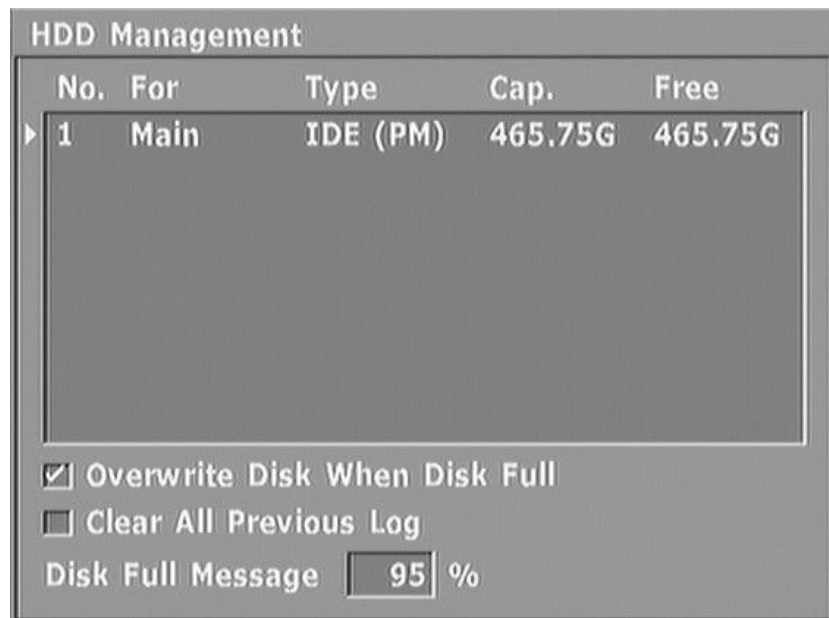 HDD Management
No. For Type Cap. Free
1 Main IDE (PM) 465.75G 465.75G
Overwrite Disk When Disk Full
Clear All Previous Log
Disk Full Message 95 %